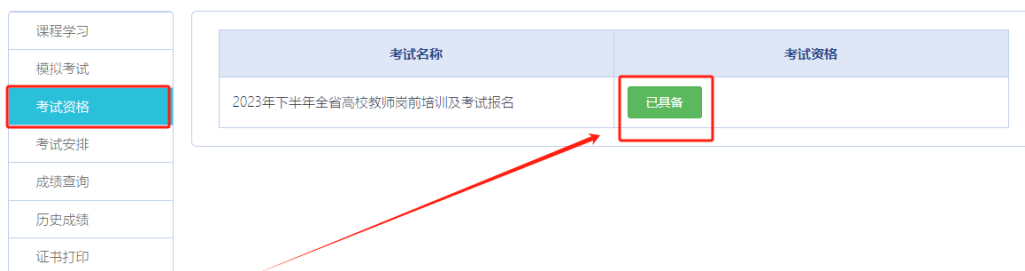 课程学习
模拟考试
考试资格
考试安排
成绩查询
历史成绩
证书打印
考试名称 考试资格
2023年下半年全省高校教师岗前培训及考试报名 已具备